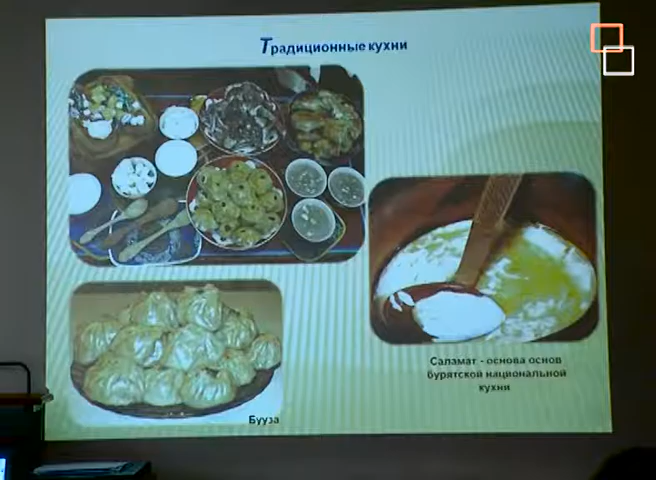 Традиционные кухни
Саламат - основа основ
бурятской национальной
кухни
Бууза